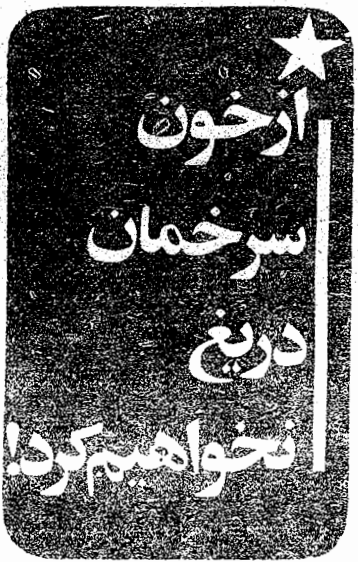 از خون
سرخمان
دریغ
نخواهیم کرد!